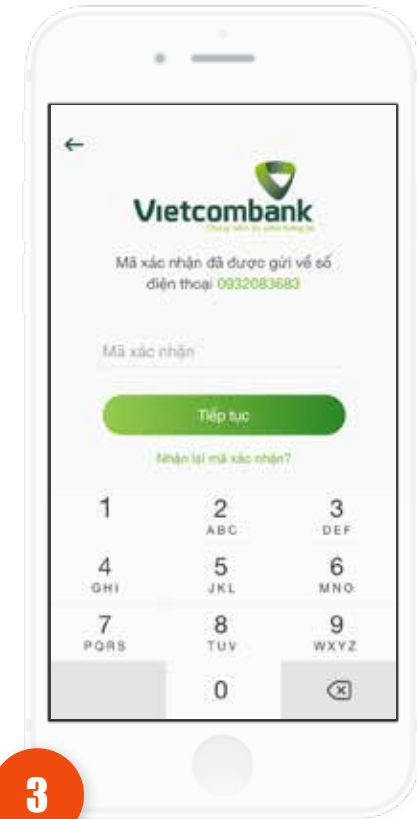 Vietcombank
Mã xác nhận đã được gửi về số
điện thoại 0932083683
Mã xác nhận
Tiếp tục
Nhận lại mã xác nhận?
1 2 3
ABC DEF
4 5 6
GHI JKL MNO
7 8 9
PQRS TUV WXYZ
0
3